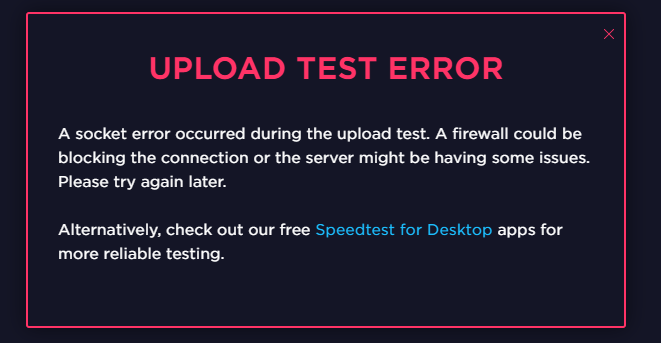 UPLOAD TEST ERROR
A socket error occurred during the upload test. A firewall could be
blocking the connection or the server might be having some issues.
Please try again later.
Alternatively, check out our free Speedtest for Desktop apps for
more reliable testing.